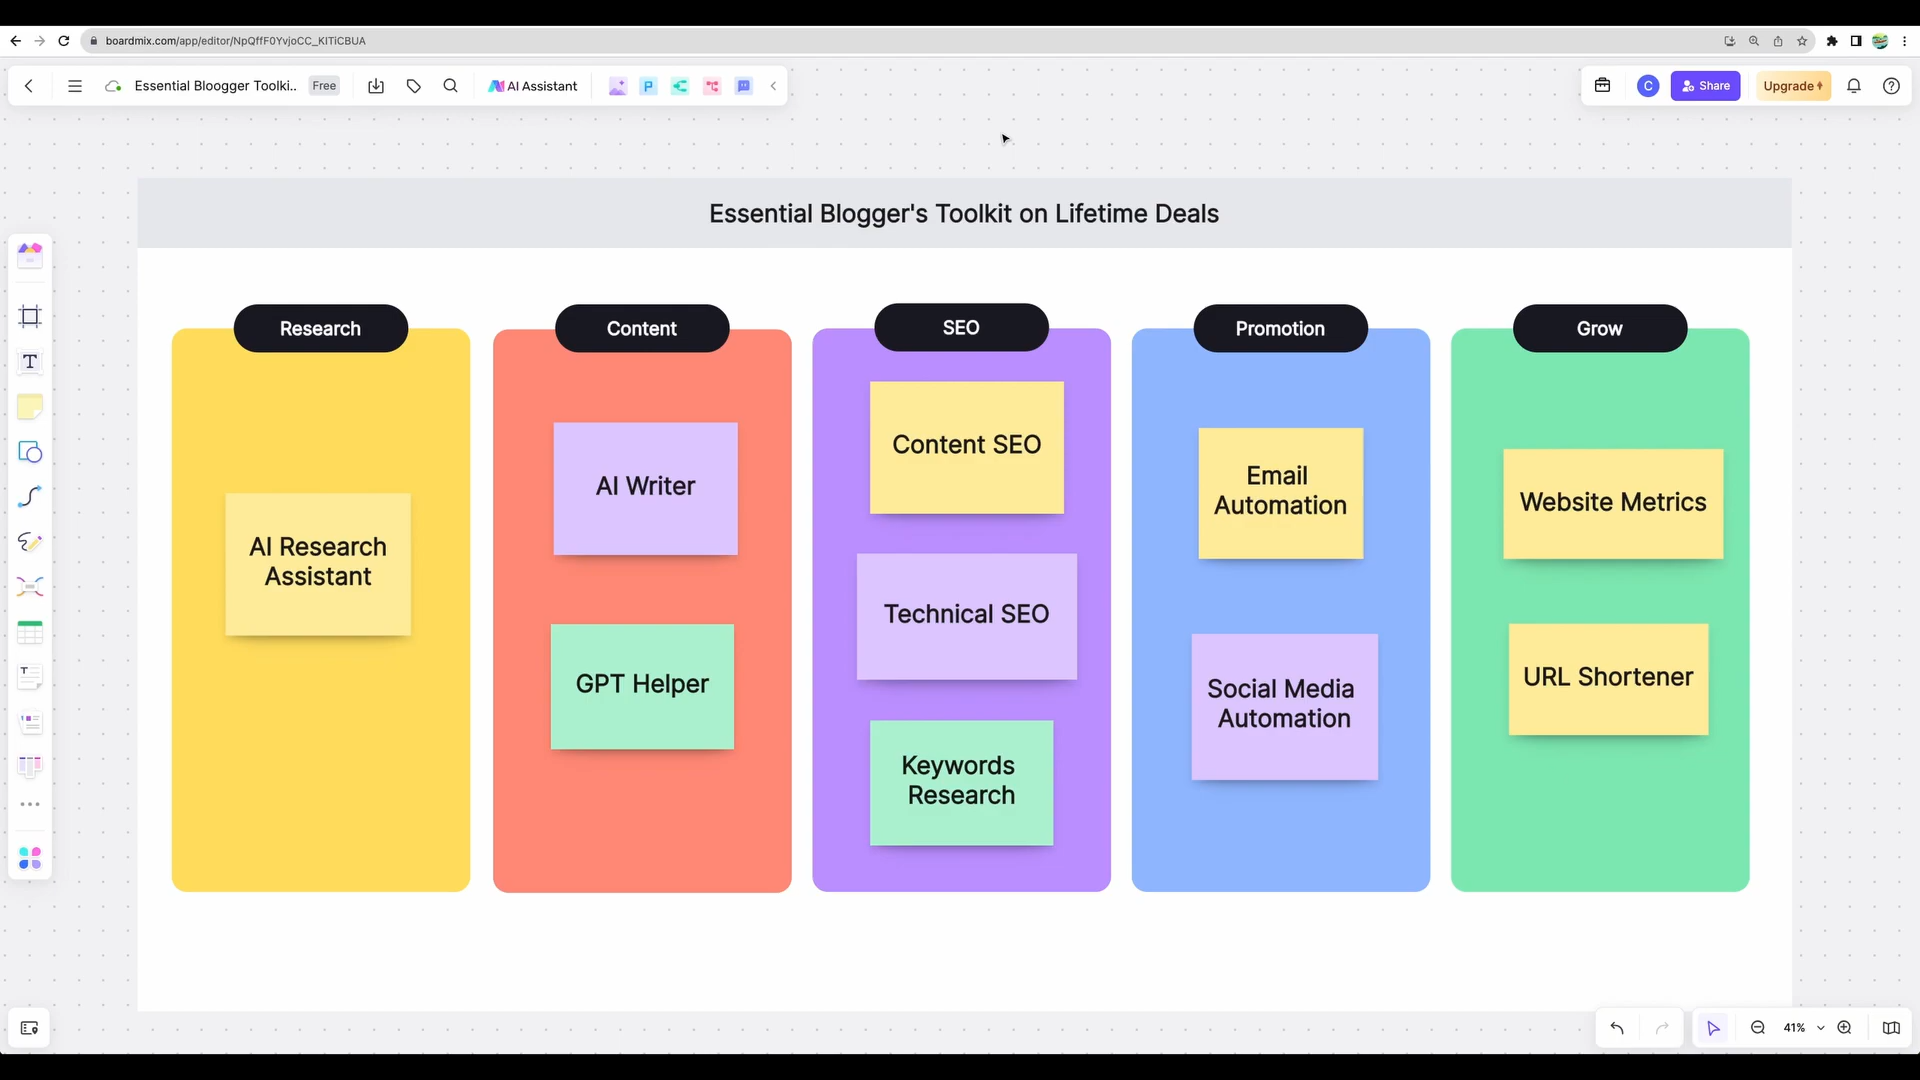 boardmix.com/app/editor/NpQffF0YvjoCC_KITiCBUA
Essential Bloogger Toolki..
Free
AI Assistant
C
Share
Upgrade
Essential Blogger's Toolkit on Lifetime Deals
Research
Content
SEO
Promotion
Grow
AI Research
Assistant
AI Writer
GPT Helper
Content SEO
Technical SEO
Keywords
Research
Email
Automation
Social Media
Automation
Website Metrics
URL Shortener
41%